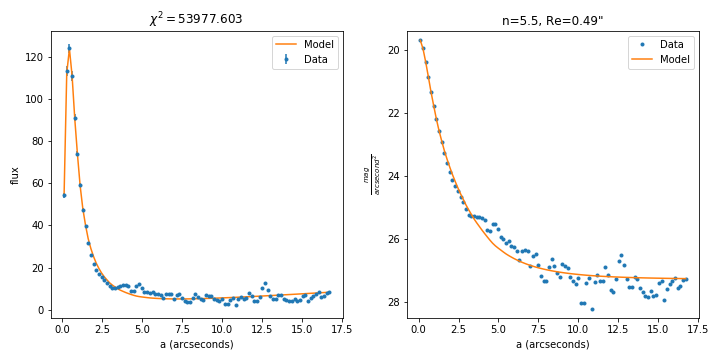 χ² = 53977.603
flux
120
100
80
60
40
20
0
0.0 2.5 5.0 7.5 10.0 12.5 15.0 17.5
a (arcseconds)
Model
Data
n=5.5, Re=0.49"
mag
arcsecond²
20
22
24
26
28
0.0 2.5 5.0 7.5 10.0 12.5 15.0 17.5
a (arcseconds)
Data
Model